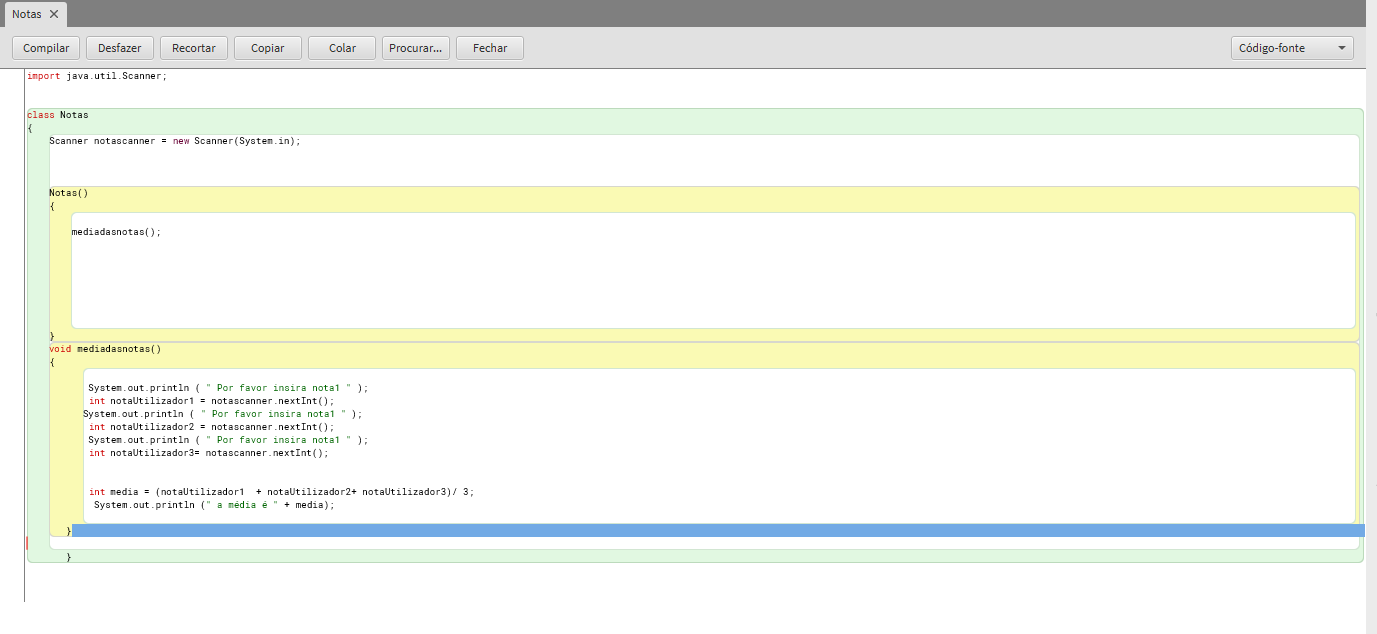 Notas
Compilar Desfazer Recortar Copiar Colar Procurar... Fechar Código-fonte
import java.util.Scanner;
class Notas
{
Scanner notascanner = new Scanner(System.in);
Notas()
{
mediadasnotas();
}
void mediadasnotas()
{
System.out.println ( " Por favor insira nota1 " );
int notaUtilizador1 = notascanner.nextInt();
System.out.println ( " Por favor insira nota1 " );
int notaUtilizador2 = notascanner.nextInt();
System.out.println ( " Por favor insira nota1 " );
int notaUtilizador3= notascanner.nextInt();
int media = (notaUtilizador1  + notaUtilizador2+ notaUtilizador3)/ 3;
System.out.println (" a média é " + media);
}
}